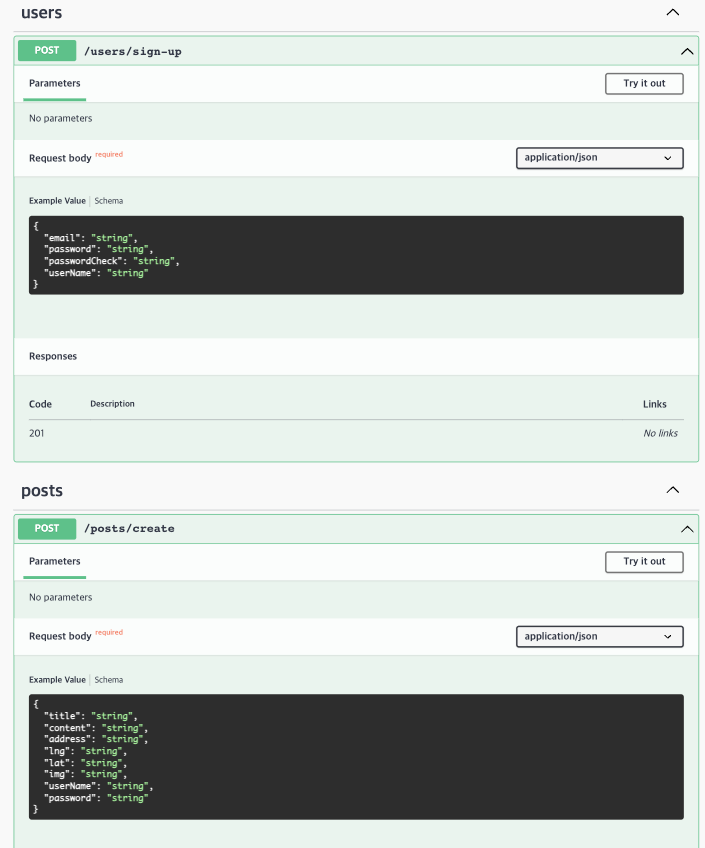 users
POST /users/sign-up
Parameters Try it out
No parameters
Request body required application/json
Example Value Schema
{
"email": "string",
"password": "string",
"passwordCheck": "string",
"userName": "string"
}
Responses
Code Description Links
201 No links
posts
POST /posts/create
Parameters Try it out
No parameters
Request body required application/json
Example Value Schema
{
"title": "string",
"content": "string",
"address": "string",
"lng": "string",
"lat": "string",
"img": "string",
"userName": "string",
"password": "string"
}